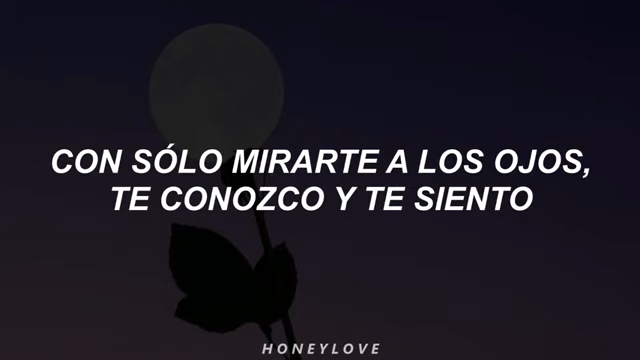 CON SÓLO MIRARTE A LOS OJOS,
TE CONOZCO Y TE SIENTO
HONEYLOVE